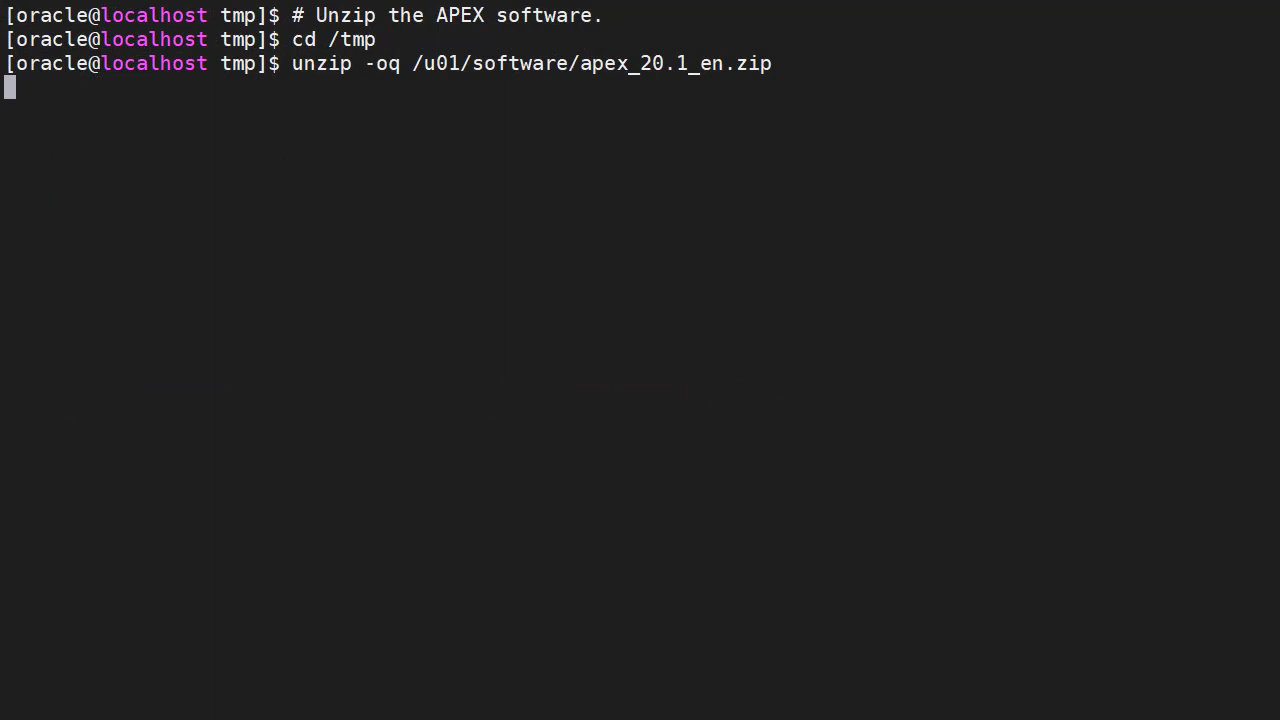 [oracle@localhost tmp]$ # Unzip the APEX software.
[oracle@localhost tmp]$ cd /tmp
[oracle@localhost tmp]$ unzip -oq /u01/software/apex_20.1_en.zip